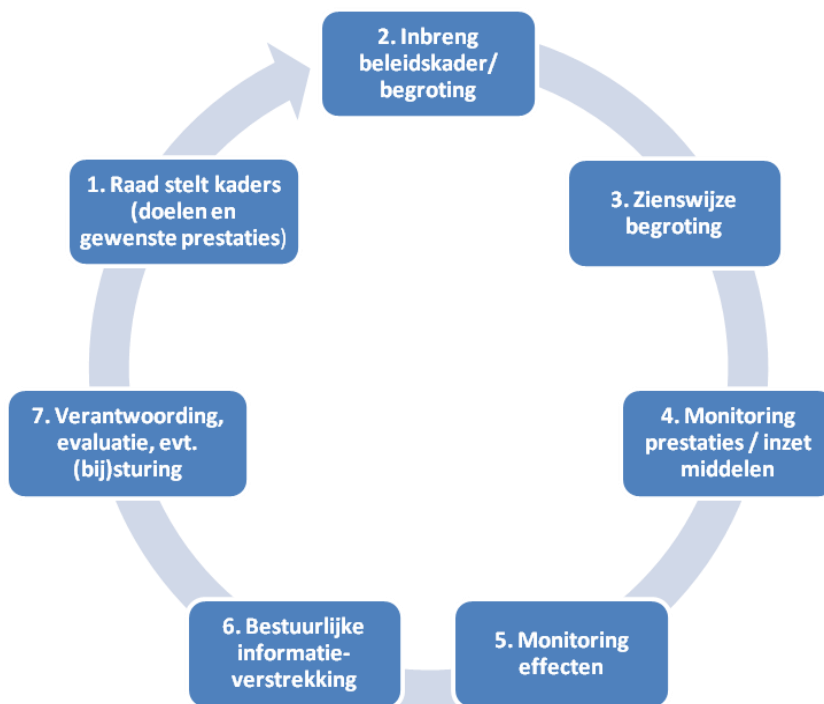 2. Inbreng
beleidskader/
begroting
1. Raad stelt kaders
(doelen en
gewenste prestaties)
3. Zienswijze
begroting
7. Verantwoording,
evaluatie, evt.
(bij)sturing
4. Monitoring
prestaties / inzet
middelen
6. Bestuurlijke
informatie-
verstrekking
5. Monitoring
effecten